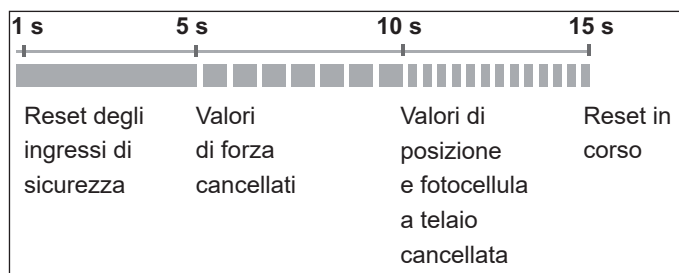 1 s 5 s 10 s 15 s
Reset degli
ingressi di
sicurezza
Valori
di forza
cancellati
Valori di
posizione
e fotocellula
a telaio
cancellata
Reset in
corso